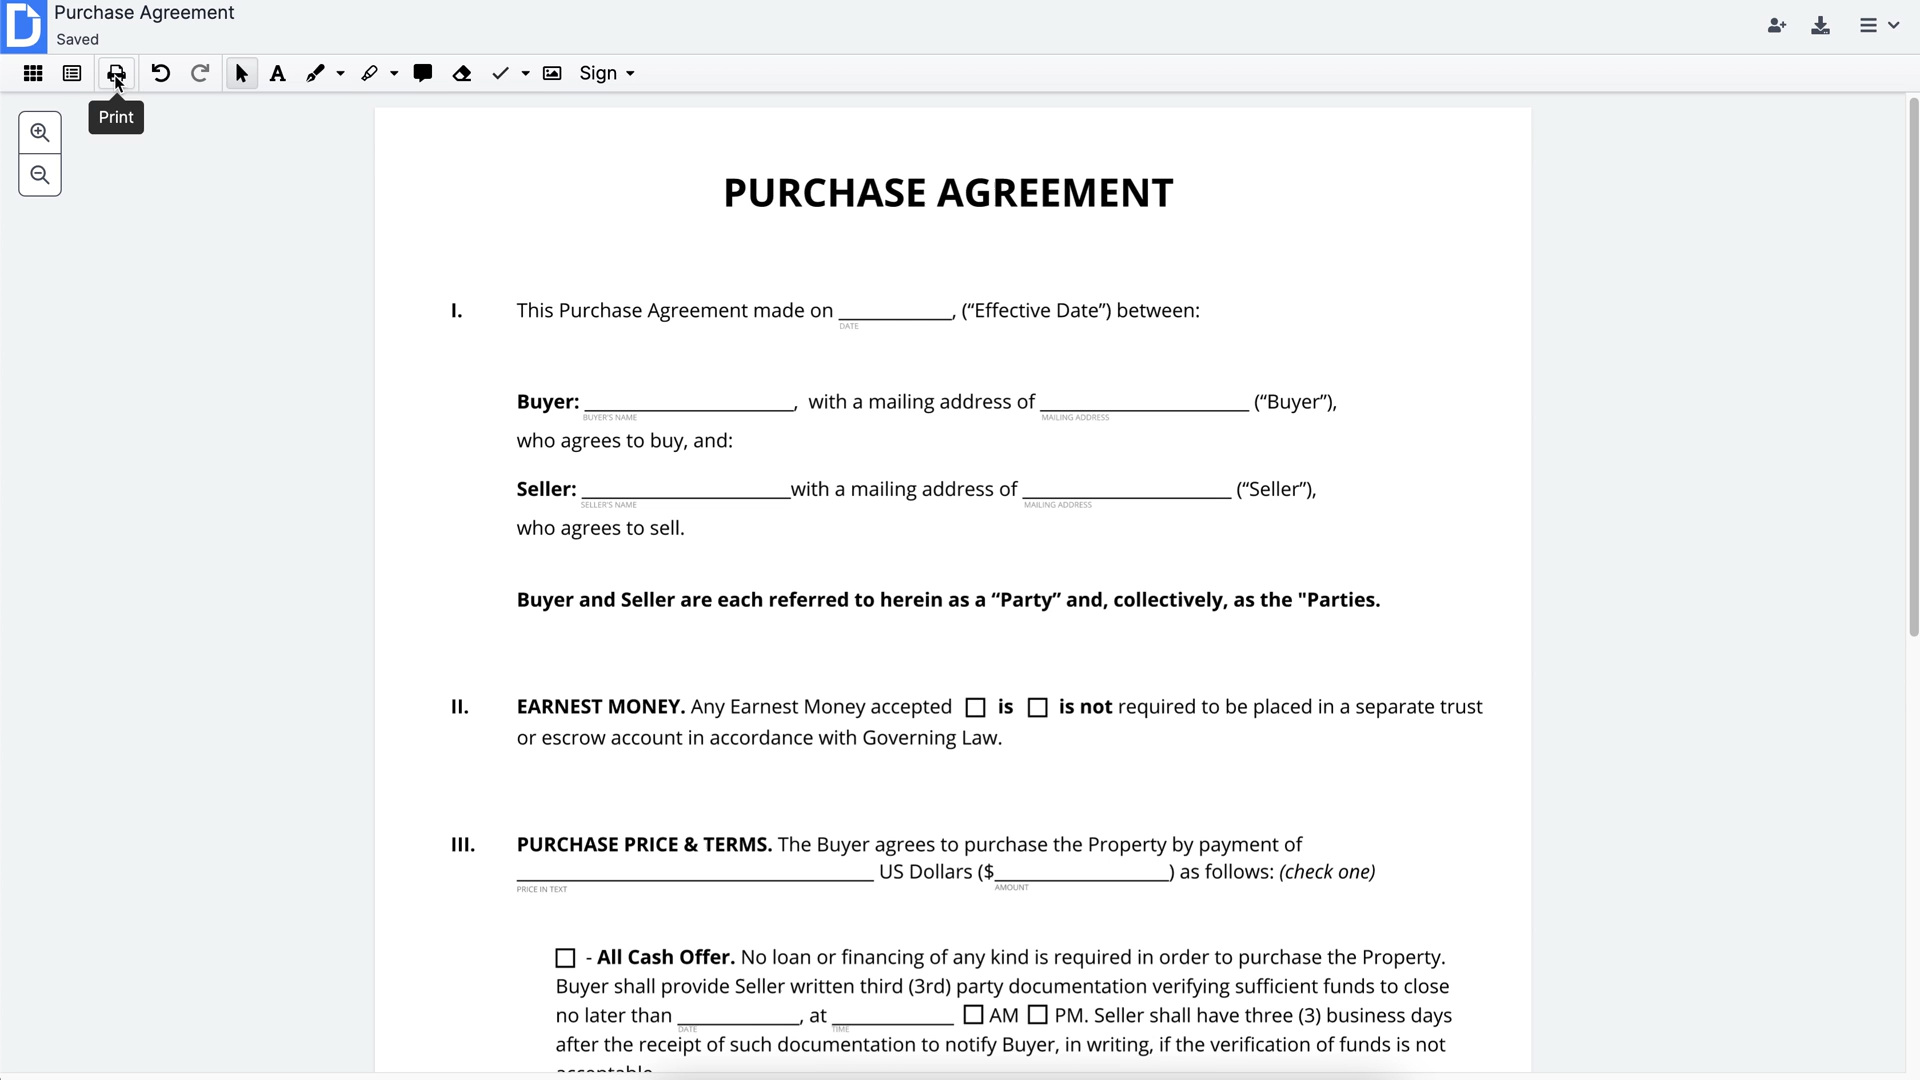 Purchase Agreement
Saved
Sign
Print
PURCHASE AGREEMENT
I. This Purchase Agreement made on ____________, (“Effective Date”) between:
DATE
Buyer: ______________________, with a mailing address of ______________________ (“Buyer”),
BUYER'S NAME MAILING ADDRESS
who agrees to buy, and:
Seller: ______________________with a mailing address of ______________________ (“Seller”),
SELLER'S NAME MAILING ADDRESS
who agrees to sell.
Buyer and Seller are each referred to herein as a “Party” and, collectively, as the "Parties.
II. EARNEST MONEY. Any Earnest Money accepted ☐ is ☐ is not required to be placed in a separate trust
or escrow account in accordance with Governing Law.
III. PURCHASE PRICE & TERMS. The Buyer agrees to purchase the Property by payment of
______________________________________ US Dollars ($__________________) as follows: (check one)
PRICE IN TEXT AMOUNT
☐ - All Cash Offer. No loan or financing of any kind is required in order to purchase the Property.
Buyer shall provide Seller written third (3rd) party documentation verifying sufficient funds to close
no later than _____________, at _____________ ☐ AM ☐ PM. Seller shall have three (3) business days
DATE TIME
after the receipt of such documentation to notify Buyer, in writing, if the verification of funds is not
acceptable.